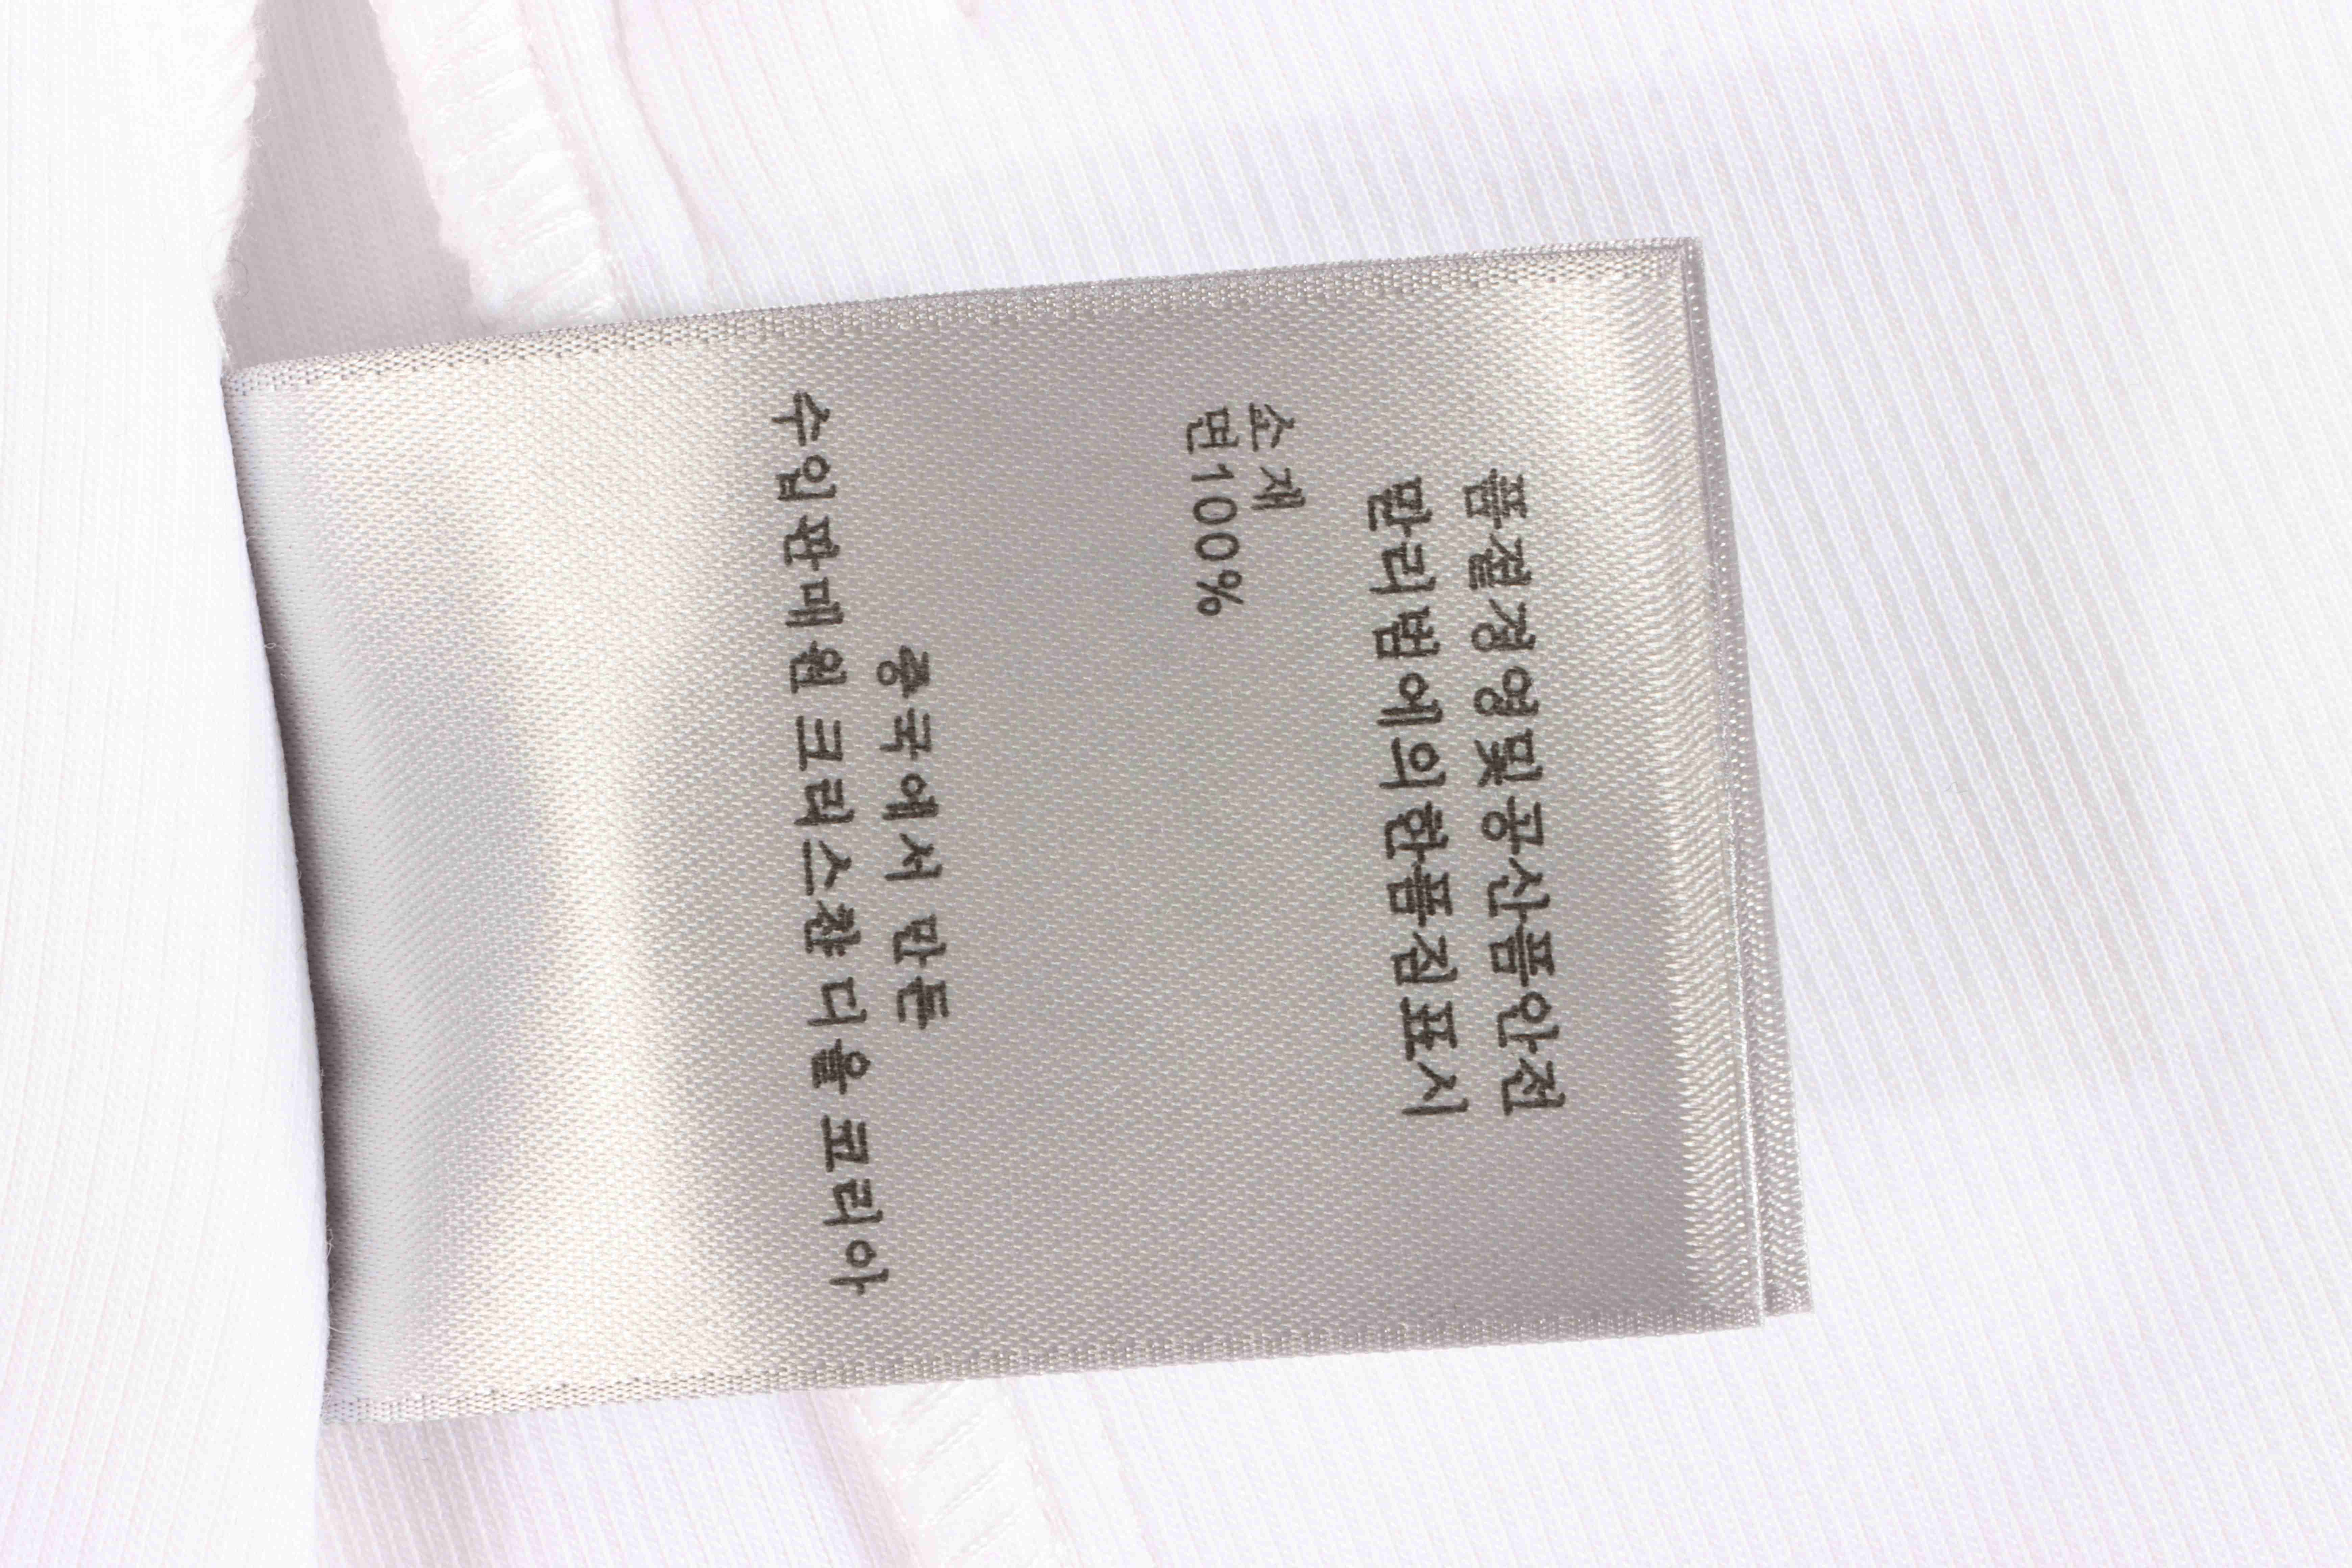 품질경영및공산품안전
관리법에의한품질표시
소재
면100%
중국에서 만든
수입판매원 크리스챤 디올 코리아